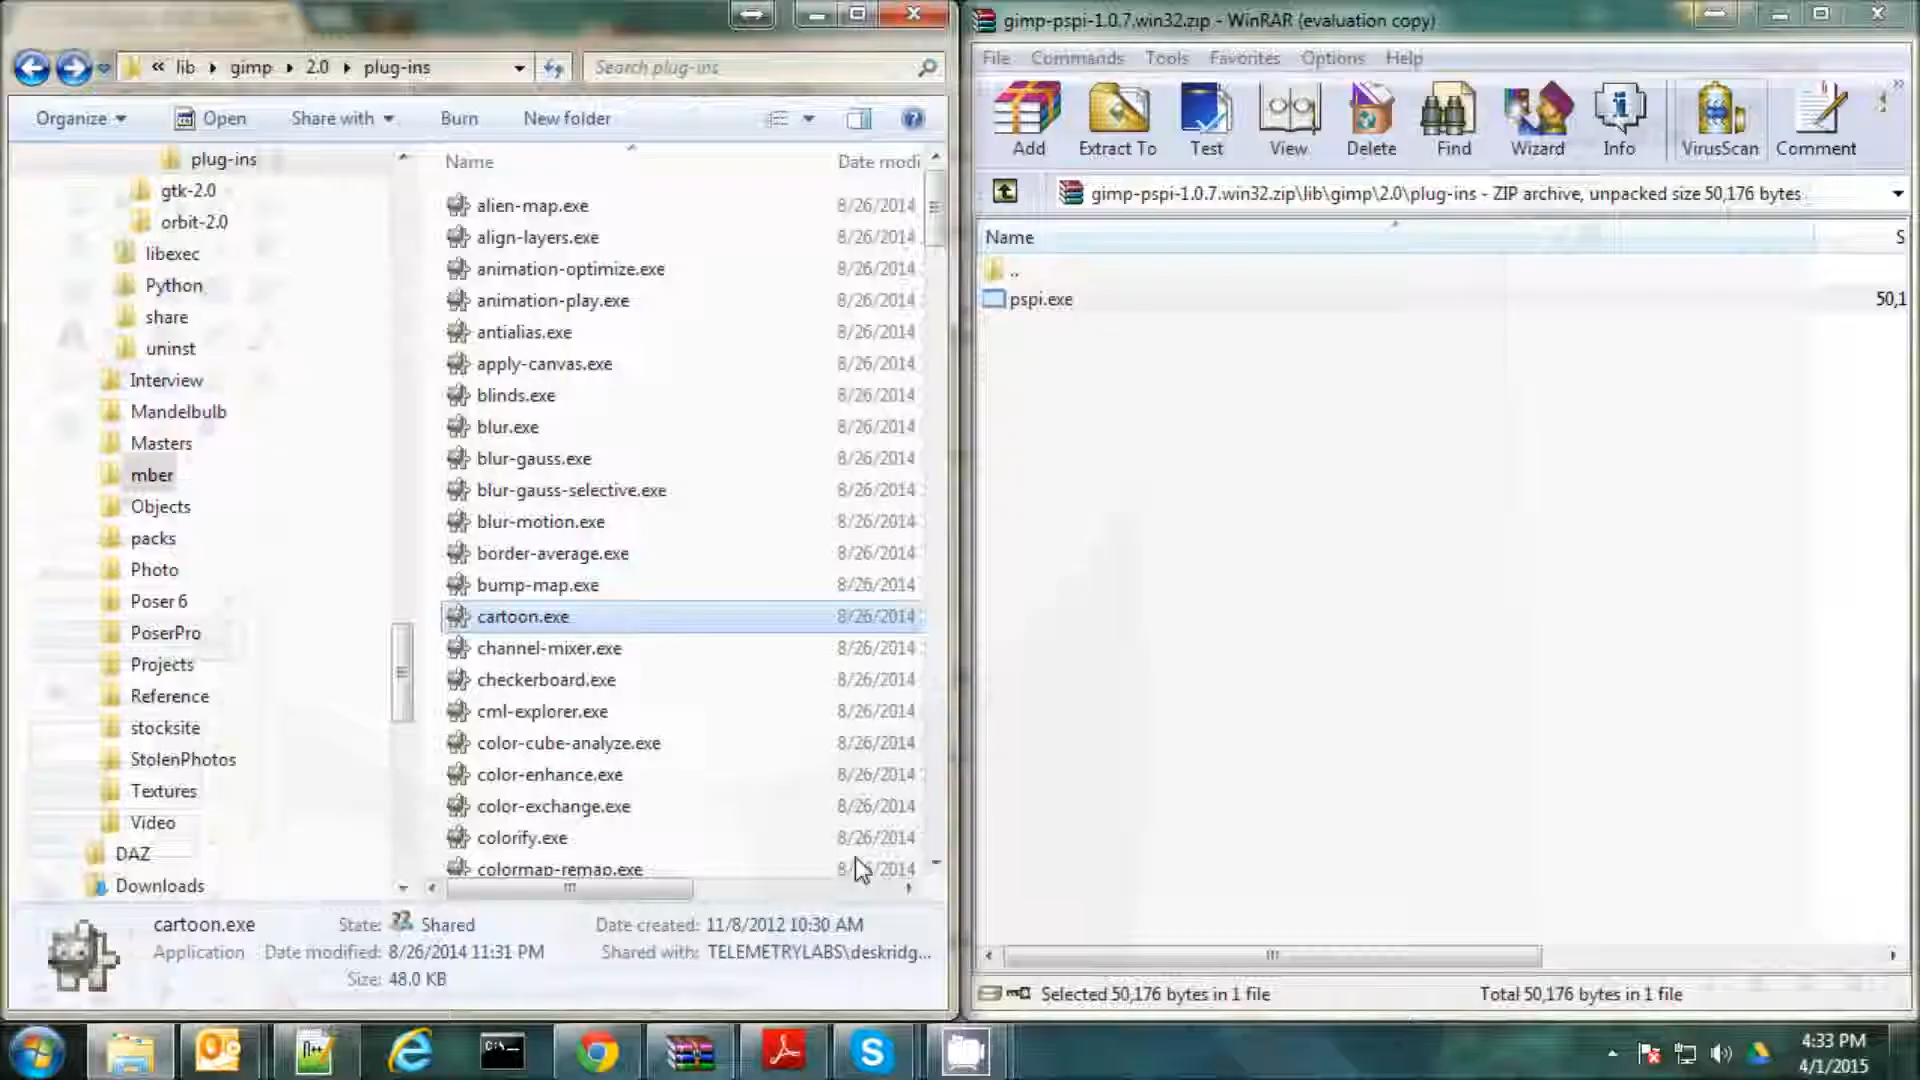 « lib ▸ gimp ▸ 2.0 ▸ plug-ins
Search plug-ins
Organize Open Share with Burn New folder
plug-ins
gtk-2.0
orbit-2.0
libexec
Python
share
uninst
Interview
Mandelbulb
Masters
mber
Objects
packs
Photo
Poser 6
PoserPro
Projects
Reference
stocksite
StolenPhotos
Textures
Video
DAZ
Downloads
Name Date modi
alien-map.exe 8/26/2014
align-layers.exe 8/26/2014
animation-optimize.exe 8/26/2014
animation-play.exe 8/26/2014
antialias.exe 8/26/2014
apply-canvas.exe 8/26/2014
blinds.exe 8/26/2014
blur.exe 8/26/2014
blur-gauss.exe 8/26/2014
blur-gauss-selective.exe 8/26/2014
blur-motion.exe 8/26/2014
border-average.exe 8/26/2014
bump-map.exe 8/26/2014
cartoon.exe 8/26/2014
channel-mixer.exe 8/26/2014
checkerboard.exe 8/26/2014
cml-explorer.exe 8/26/2014
color-cube-analyze.exe 8/26/2014
color-enhance.exe 8/26/2014
color-exchange.exe 8/26/2014
colorify.exe 8/26/2014
colormap-remap.exe 8/26/2014
cartoon.exe State: Shared Date created: 11/8/2012 10:30 AM
Application Date modified: 8/26/2014 11:31 PM Shared with: TELEMETRYLABS\deskridg...
Size: 48.0 KB
gimp-pspi-1.0.7.win32.zip - WinRAR (evaluation copy)
File Commands Tools Favorites Options Help
Add Extract To Test View Delete Find Wizard Info VirusScan Comment
gimp-pspi-1.0.7.win32.zip\lib\gimp\2.0\plug-ins - ZIP archive, unpacked size 50,176 bytes
Name S
..
pspi.exe 50,1
Selected 50,176 bytes in 1 file Total 50,176 bytes in 1 file
4:33 PM
4/1/2015